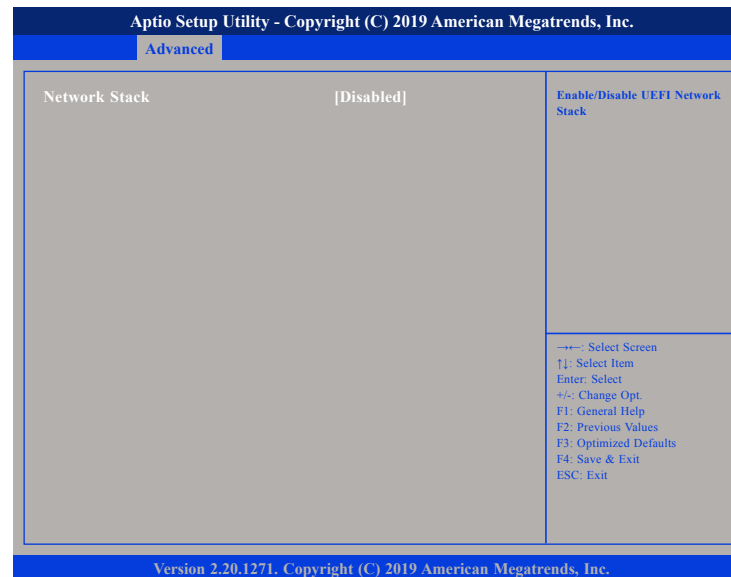 Aptio Setup Utility - Copyright (C) 2019 American Megatrends, Inc.
Advanced
Network Stack [Disabled]
Enable/Disable UEFI Network
Stack
→←: Select Screen
↑↓: Select Item
Enter: Select
+/-: Change Opt.
F1: General Help
F2: Previous Values
F3: Optimized Defaults
F4: Save & Exit
ESC: Exit
Version 2.20.1271. Copyright (C) 2019 American Megatrends, Inc.